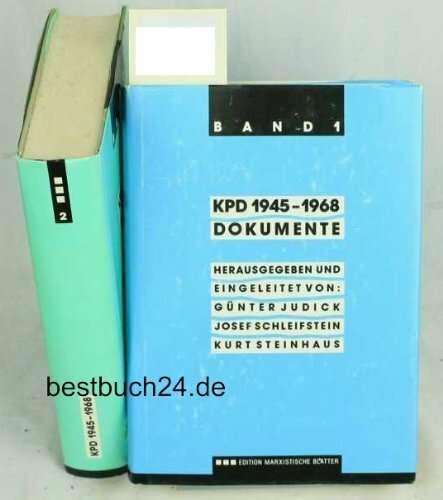 BAND 1
KPD 1945-1968
DOKUMENTE
HERAUSGEGEBEN UND
EINGELEITET VON:
GÜNTER JUDICK
JOSEF SCHLEIFSTEIN
KURT STEINHAUS
EDITION MARXISTISCHE BLÄTTER
2
KPD 1945-1968
bestbuch24.de